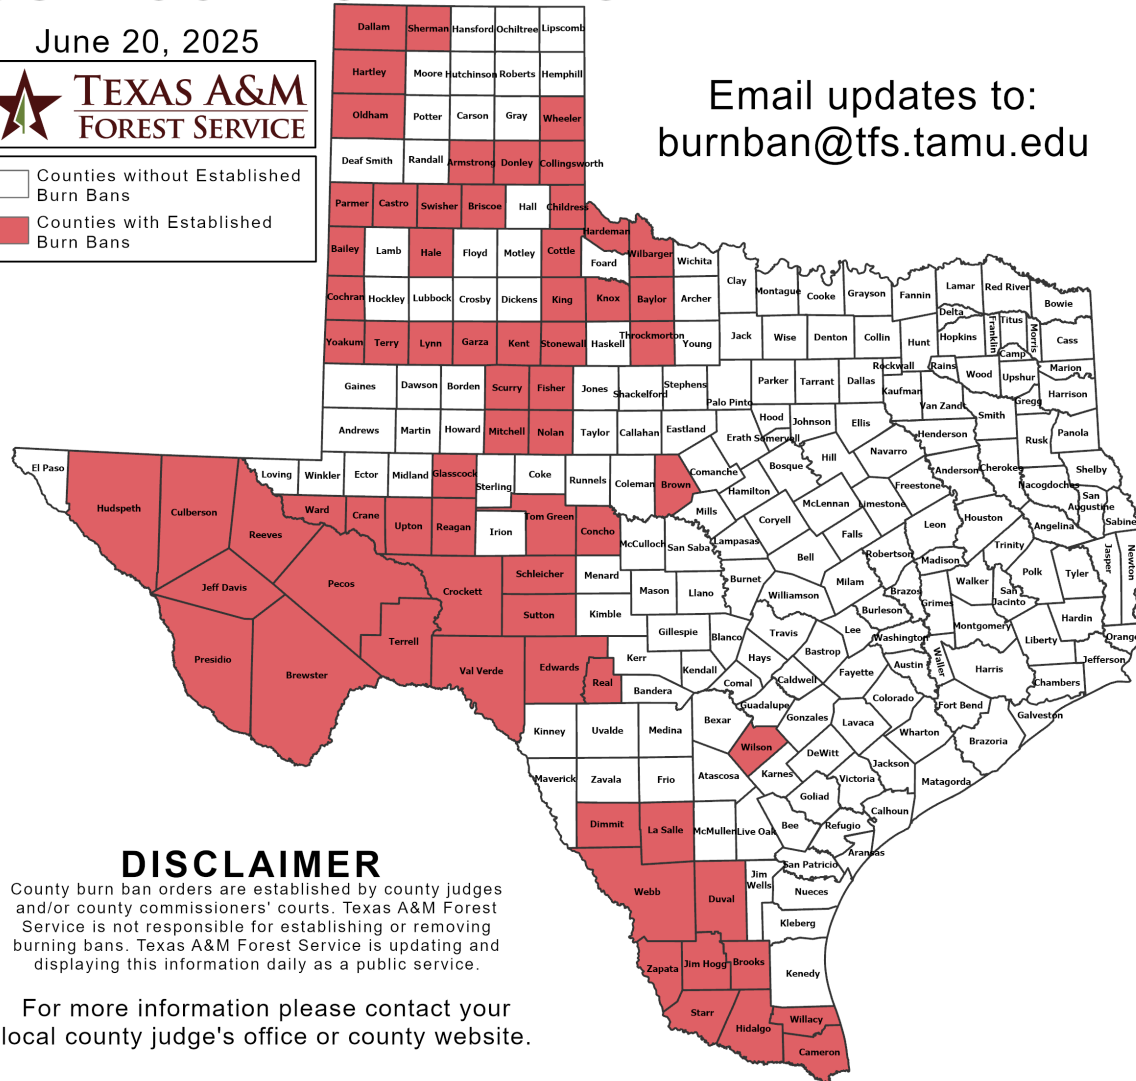 June 20, 2025
TEXAS A&M
FOREST SERVICE
Counties without Established
Burn Bans
Counties with Established
Burn Bans
Email updates to:
burnban@tfs.tamu.edu
Dallam Sherman Hansford Ochiltree Lipscomb
Hartley Moore Hutchinson Roberts Hemphill
Oldham Potter Carson Gray Wheeler
Deaf Smith Randall Armstrong Donley Collingsworth
Parmer Castro Swisher Briscoe Hall Childress
Hardeman
Bailey Lamb Hale Floyd Motley Cottle Foard Wilbarger Wichita
Clay Montague Cooke Grayson Fannin Lamar Red River Bowie
Cochran Hockley Lubbock Crosby Dickens King Knox Baylor Archer
Delta Franklin Titus Morris Cass
Yoakum Terry Lynn Garza Kent Stonewall Haskell Throckmorton Young Jack Wise Denton Collin Hunt Hopkins
Camp
Rockwall Rains Wood Upshur Marion
Gaines Dawson Borden Scurry Fisher Jones Shackelford Stephens Palo Pinto Parker Tarrant Dallas Kaufman Van Zandt Smith Gregg Harrison
Andrews Martin Howard Mitchell Nolan Taylor Callahan Eastland Erath Hood Somervell Johnson Ellis Henderson Rusk Panola
El Paso Loving Winkler Ector Midland Glasscock Sterling Coke Runnels Coleman Brown Comanche Bosque Hill Navarro Anderson Cherokee Nacogdoches Shelby
Hamilton McLennan Limestone Freestone San
Augustine Sabine
Hudspeth Culberson Reeves Ward Crane Upton Reagan Irion Tom Green Concho McCulloch San Saba Mills Lampasas Coryell Falls Leon Houston Angelina
Jeff Davis Pecos Crockett Schleicher Menard Mason Llano Burnet Bell Milam Robertson Madison Trinity Polk Tyler Jasper Newton
Sutton Kimble Williamson Brazos Grimes Walker San
Jacinto
Burleson Montgomery Liberty Hardin Orange
Presidio Brewster Terrell Val Verde Edwards Real Kerr Gillespie Blanco Travis Lee Washington Waller Harris Jefferson
Kendall Hays Bastrop Fayette Austin Chambers
Bandera Comal Caldwell Colorado Fort Bend Galveston
Kinney Uvalde Medina Bexar Guadalupe Gonzales Lavaca Wharton Brazoria
Wilson DeWitt Jackson Matagorda
Maverick Zavala Frio Atascosa Karnes Victoria Calhoun
Goliad
Dimmit La Salle McMullen Live Oak Bee Refugio Aransas
San Patricio
Webb Duval Jim
Wells Nueces
Kleberg
Zapata Jim Hogg Brooks Kenedy
Starr Hidalgo Willacy
Cameron
DISCLAIMER
County burn ban orders are established by county judges
and/or county commissioners' courts. Texas A&M Forest
Service is not responsible for establishing or removing
burning bans. Texas A&M Forest Service is updating and
displaying this information daily as a public service.
For more information please contact your
local county judge's office or county website.